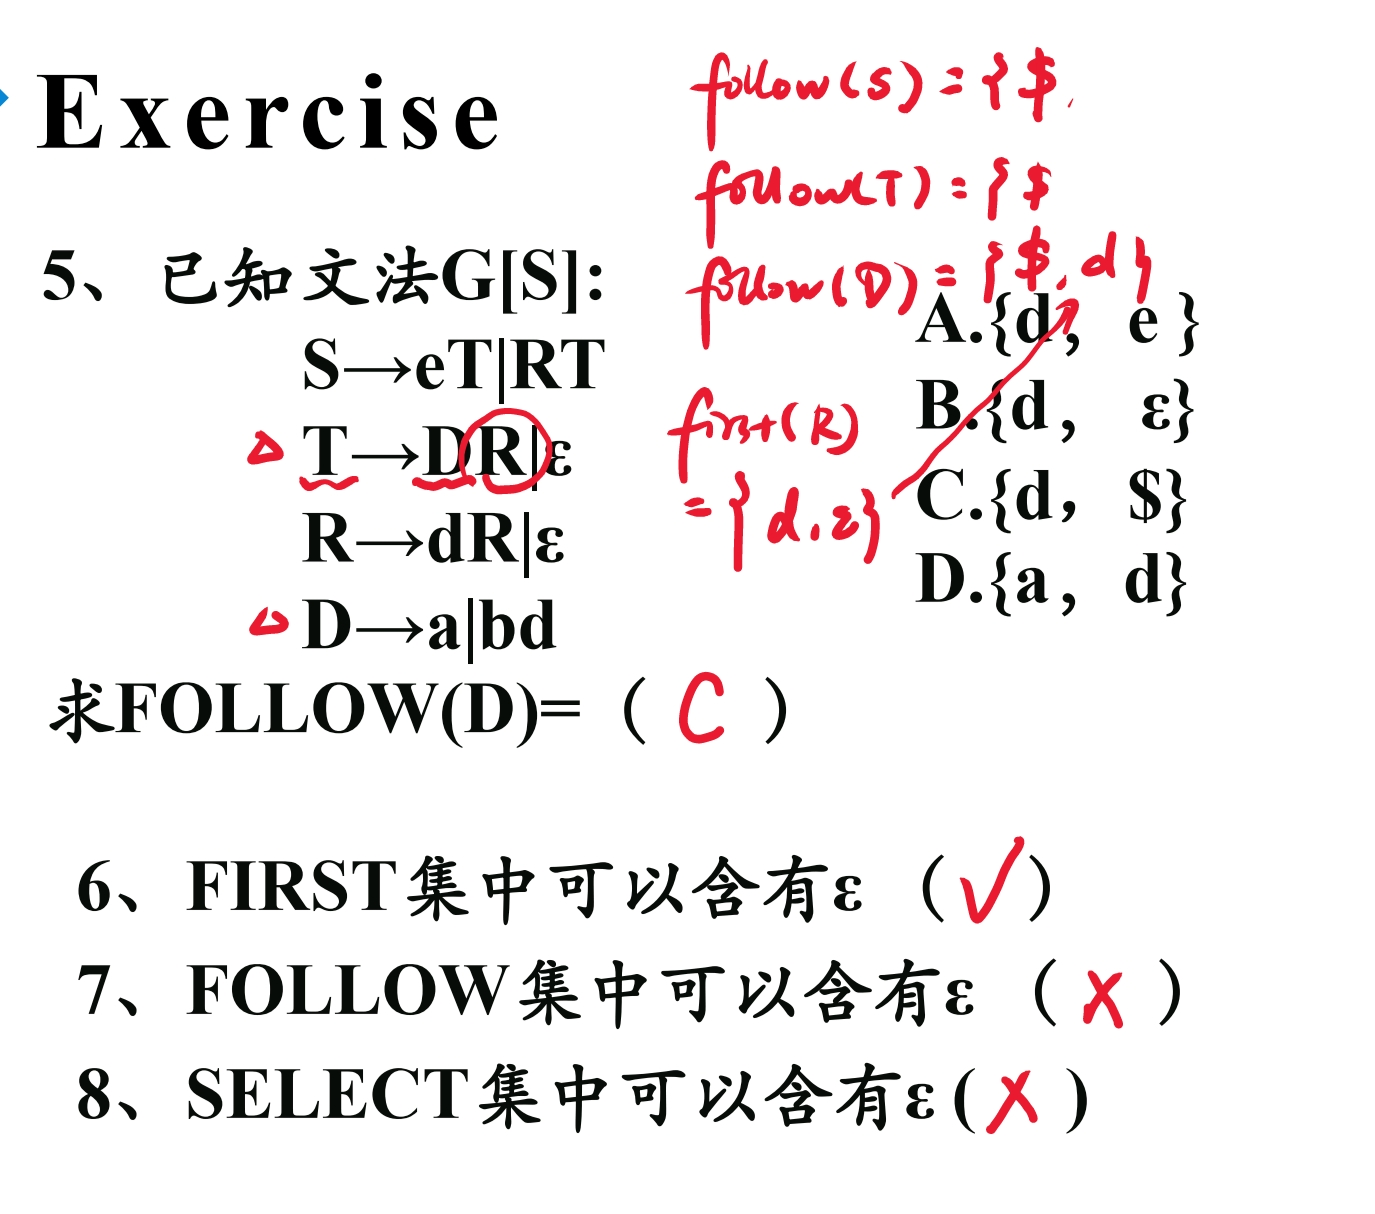 Exercise
follow(S) = {$,
follow(T) = {$
follow(D) = {$, d}
5、已知文法G[S]:
S→eT|RT
T→DR|ε
R→dR|ε
D→a|bd
first(R)
= {d, ε}
A.{d, e }
B.{d, ε}
C.{d, $}
D.{a, d}
求FOLLOW(D)=（ C ）
6、FIRST集中可以含有ε（√）
7、FOLLOW集中可以含有ε（ × ）
8、SELECT集中可以含有ε( × )